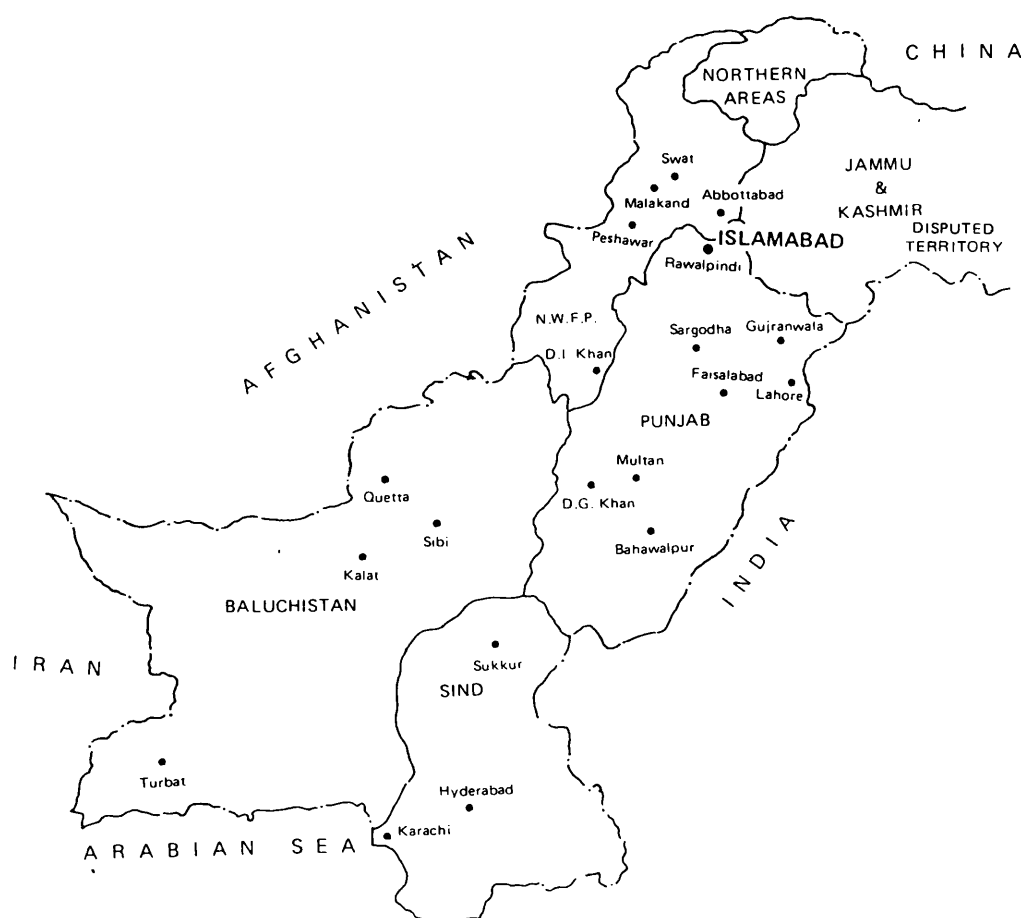 CHINA
NORTHERN
AREAS
Swat
JAMMU
&
KASHMIR
Malakand
Abbottabad
DISPUTED
TERRITORY
Peshawar
ISLAMABAD
Rawalpindi
AFGHANISTAN
N.W.F.P.
Sargodha
Gujranwala
D.I Khan
Faisalabad
Lahore
PUNJAB
Multan
Quetta
D.G. Khan
Sibi
Bahawalpur
INDIA
Kalat
BALUCHISTAN
IRAN
Sukkur
SIND
Turbat
Hyderabad
Karachi
ARABIAN SEA